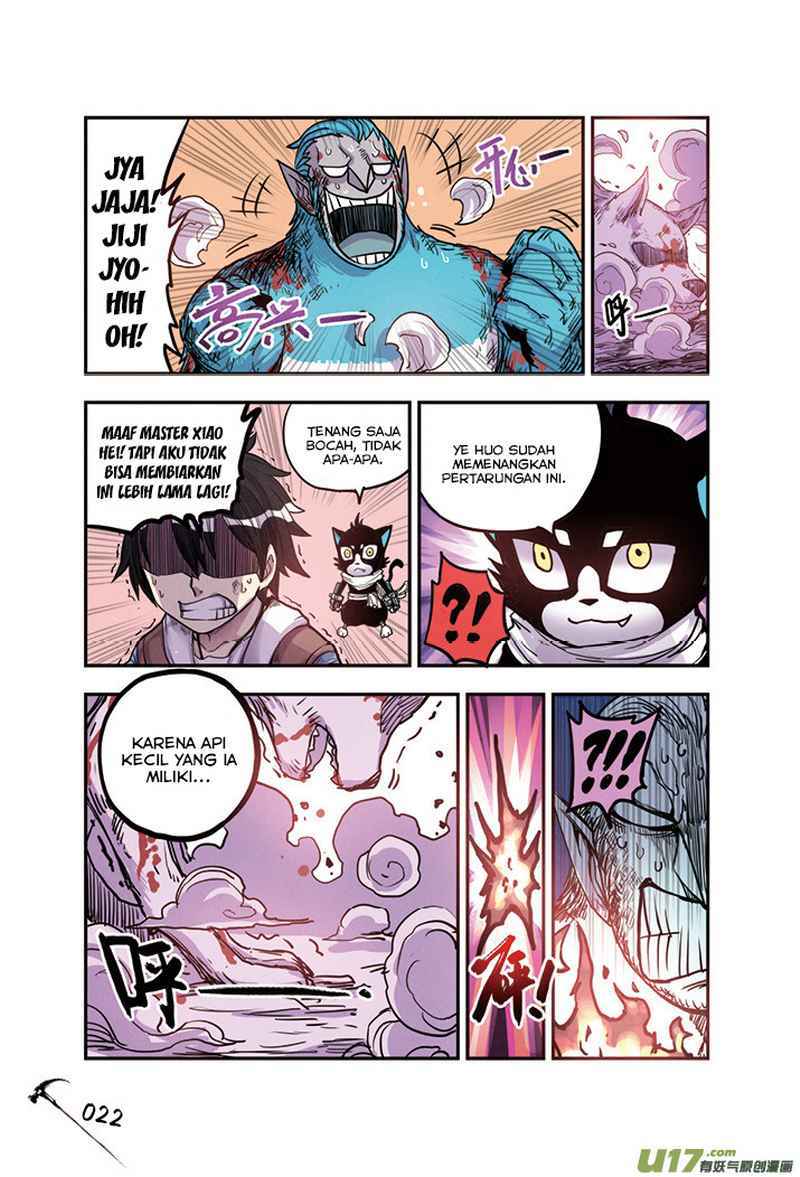 JYA
JAJA!
JIJI
JYO-
HIH
OH!
开心一
高兴一
呼—
MAAF MASTER XIAO
HEI! TAPI AKU TIDAK
BISA MEMBIARKAN
INI LEBIH LAMA LAGI!
TENANG SAJA
BOCAH, TIDAK
APA-APA.
YE HUO SUDAH
MEMENANGKAN
PERTARUNGAN INI.
?!
KARENA API
KECIL YANG IA
MILIKI...
呼—
砰!
?!!!
022
U17.com
有妖气原创漫画